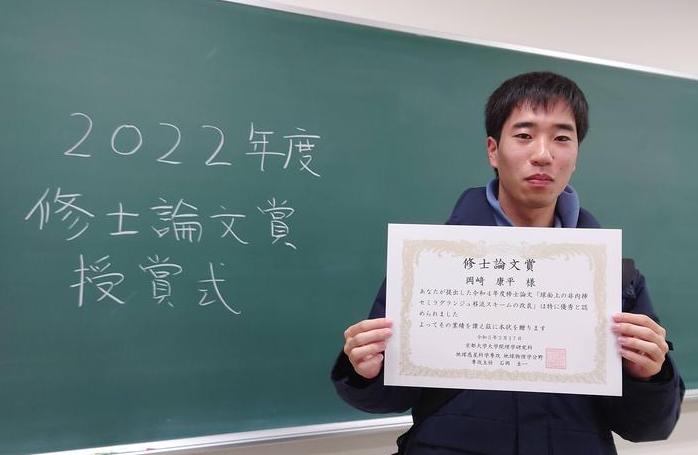 2022年度
修士論文賞
授賞式
修士論文賞
岡﨑 康平 様
あなたが提出した令和4年度修士論文「球面上の非内挿
セミラグランジュ移流スキームの改良」は特に優秀と認
められました
よってその業績を讃え茲に本状を贈ります
令和5年3月17日
京都大学大学院理学研究科
地球惑星科学専攻 地球物理学分野
専攻主任 石岡 圭一